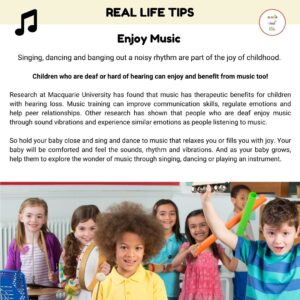 REAL LIFE TIPS
Enjoy Music
Singing, dancing and banging out a noisy rhythm are part of the joy of childhood.
Children who are deaf or hard of hearing can enjoy and benefit from music too!
Research at Macquarie University has found that music has therapeutic benefits for children
with hearing loss. Music training can improve communication skills, regulate emotions and
help peer relationships. Other research has shown that people who are deaf enjoy music
through sound vibrations and experience similar emotions as people listening to music.
So hold your baby close and sing and dance to music that relaxes you or fills you with joy. Your
baby will be comforted and feel the sounds, rhythm and vibrations. And as your baby grows,
help them to explore the wonder of music through singing, dancing or playing an instrument.